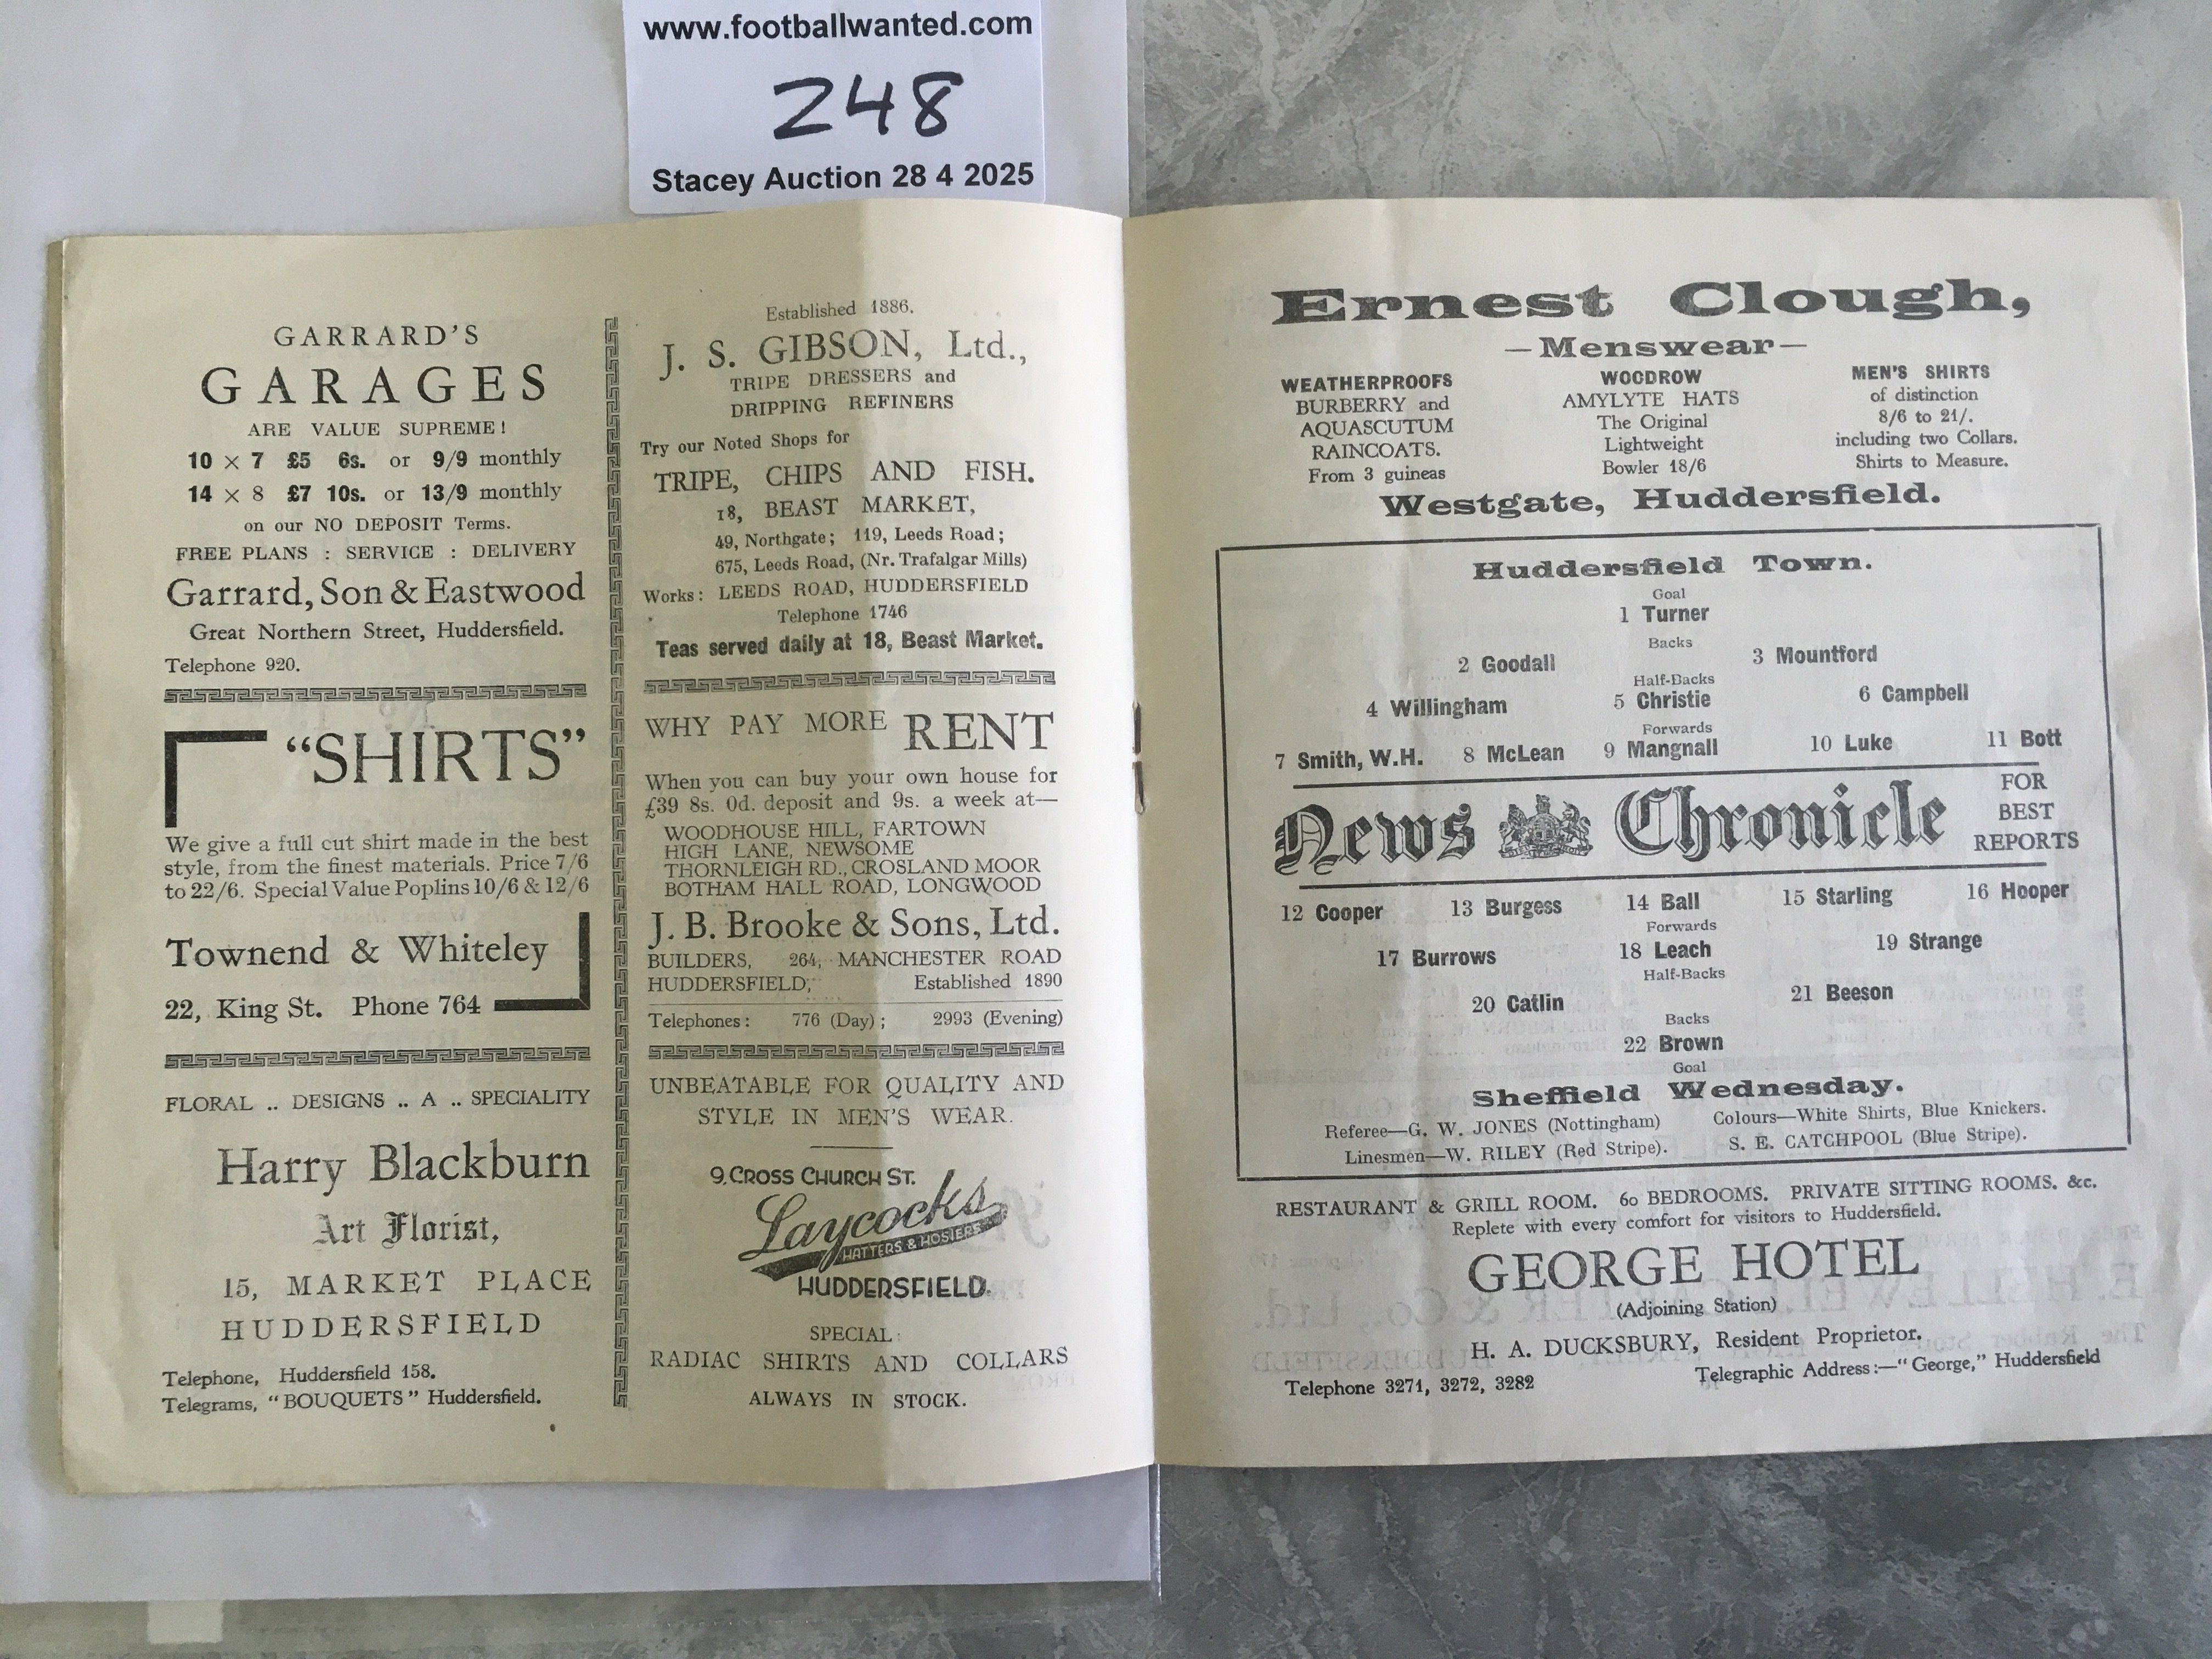 www.footballwanted.com
248
Stacey Auction 28 4 2025
GARRARD'S
GARAGES
ARE VALUE SUPREME!
10 × 7 £5 6s. or 9/9 monthly
14 × 8 £7 10s. or 13/9 monthly
on our NO DEPOSIT Terms.
FREE PLANS : SERVICE : DELIVERY
Garrard, Son & Eastwood
Great Northern Street, Huddersfield.
Telephone 920.
"SHIRTS"
We give a full cut shirt made in the best
style, from the finest materials. Price 7/6
to 22/6. Special Value Poplins 10/6 & 12/6
Townend & Whiteley
22, King St. Phone 764
FLORAL .. DESIGNS .. A .. SPECIALITY
Harry Blackburn
Art Florist,
15, MARKET PLACE
HUDDERSFIELD
Telephone, Huddersfield 158.
Telegrams, "BOUQUETS" Huddersfield.
Established 1886.
J. S. GIBSON, Ltd.,
TRIPE DRESSERS and
DRIPPING REFINERS
Try our Noted Shops for
TRIPE, CHIPS AND FISH.
18, BEAST MARKET,
49, Northgate; 119, Leeds Road;
675, Leeds Road, (Nr. Trafalgar Mills)
Works: LEEDS ROAD, HUDDERSFIELD
Telephone 1746
Teas served daily at 18, Beast Market.
WHY PAY MORE RENT
When you can buy your own house for
£39 8s. 0d. deposit and 9s. a week at—
WOODHOUSE HILL, FARTOWN
HIGH LANE, NEWSOME
THORNLEIGH RD., CROSLAND MOOR
BOTHAM HALL ROAD, LONGWOOD
J. B. Brooke & Sons, Ltd.
BUILDERS, 264, MANCHESTER ROAD
HUDDERSFIELD, Established 1890
Telephones: 776 (Day); 2993 (Evening)
UNBEATABLE FOR QUALITY AND
STYLE IN MEN'S WEAR.
9, CROSS CHURCH ST.
Laycocks
HATTERS & HOSIERS
HUDDERSFIELD.
SPECIAL:
RADIAC SHIRTS AND COLLARS
ALWAYS IN STOCK.
Ernest Clough,
—Menswear—
WEATHERPROOFS
BURBERRY and
AQUASCUTUM
RAINCOATS.
From 3 guineas
WOODROW
AMYLYTE HATS
The Original
Lightweight
Bowler 18/6
MEN'S SHIRTS
of distinction
8/6 to 21/.
including two Collars.
Shirts to Measure.
Westgate, Huddersfield.
Huddersfield Town.
Goal
1 Turner
Backs
2 Goodall 3 Mountford
Half-Backs
4 Willingham 5 Christie 6 Campbell
Forwards
7 Smith, W.H. 8 McLean 9 Mangnall 10 Luke 11 Bott
News Chronicle
FOR
BEST
REPORTS
12 Cooper 13 Burgess 14 Ball 15 Starling 16 Hooper
Forwards
17 Burrows 18 Leach 19 Strange
Half-Backs
20 Catlin 21 Beeson
Backs
22 Brown
Goal
Sheffield Wednesday.
Referee—G. W. JONES (Nottingham) Colours—White Shirts, Blue Knickers.
Linesmen—W. RILEY (Red Stripe). S. E. CATCHPOOL (Blue Stripe).
RESTAURANT & GRILL ROOM. 60 BEDROOMS. PRIVATE SITTING ROOMS. &c.
Replete with every comfort for visitors to Huddersfield.
GEORGE HOTEL
(Adjoining Station)
H. A. DUCKSBURY, Resident Proprietor.
Telephone 3271, 3272, 3282 Telegraphic Address:—"George," Huddersfield